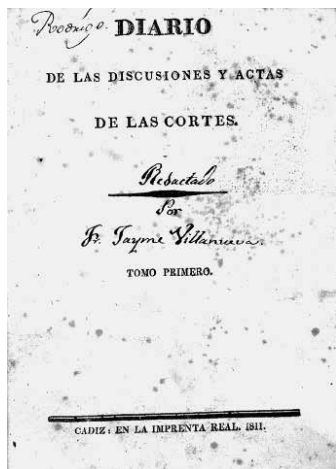 Rodrigo.
DIARIO
DE LAS DISCUSIONES Y ACTAS
DE LAS CORTES.
Redactado
Por
Fr. Jayme Villanueva.
TOMO PRIMERO.
CADIZ: EN LA IMPRENTA REAL. 1811.